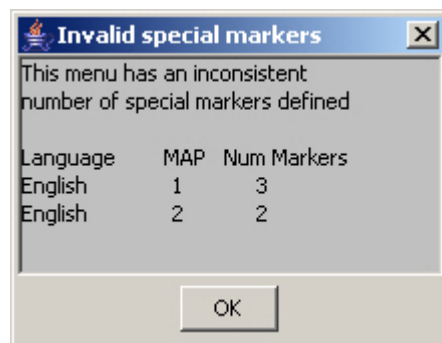 Invalid special markers
This menu has an inconsistent
number of special markers defined
Language MAP Num Markers
English 1 3
English 2 2
OK